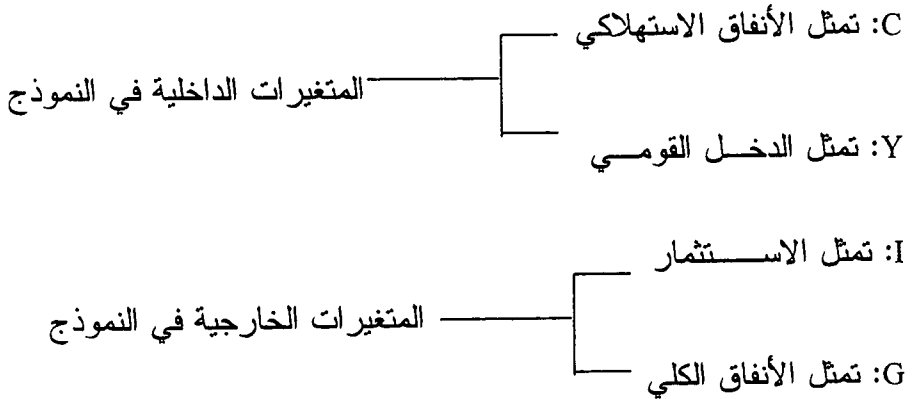 C: تمثل الأنفاق الاستهلاكي
المتغيرات الداخلية في النموذج
Y: تمثل الدخل القومي
I: تمثل الاستثمار
المتغيرات الخارجية في النموذج
G: تمثل الأنفاق الكلي